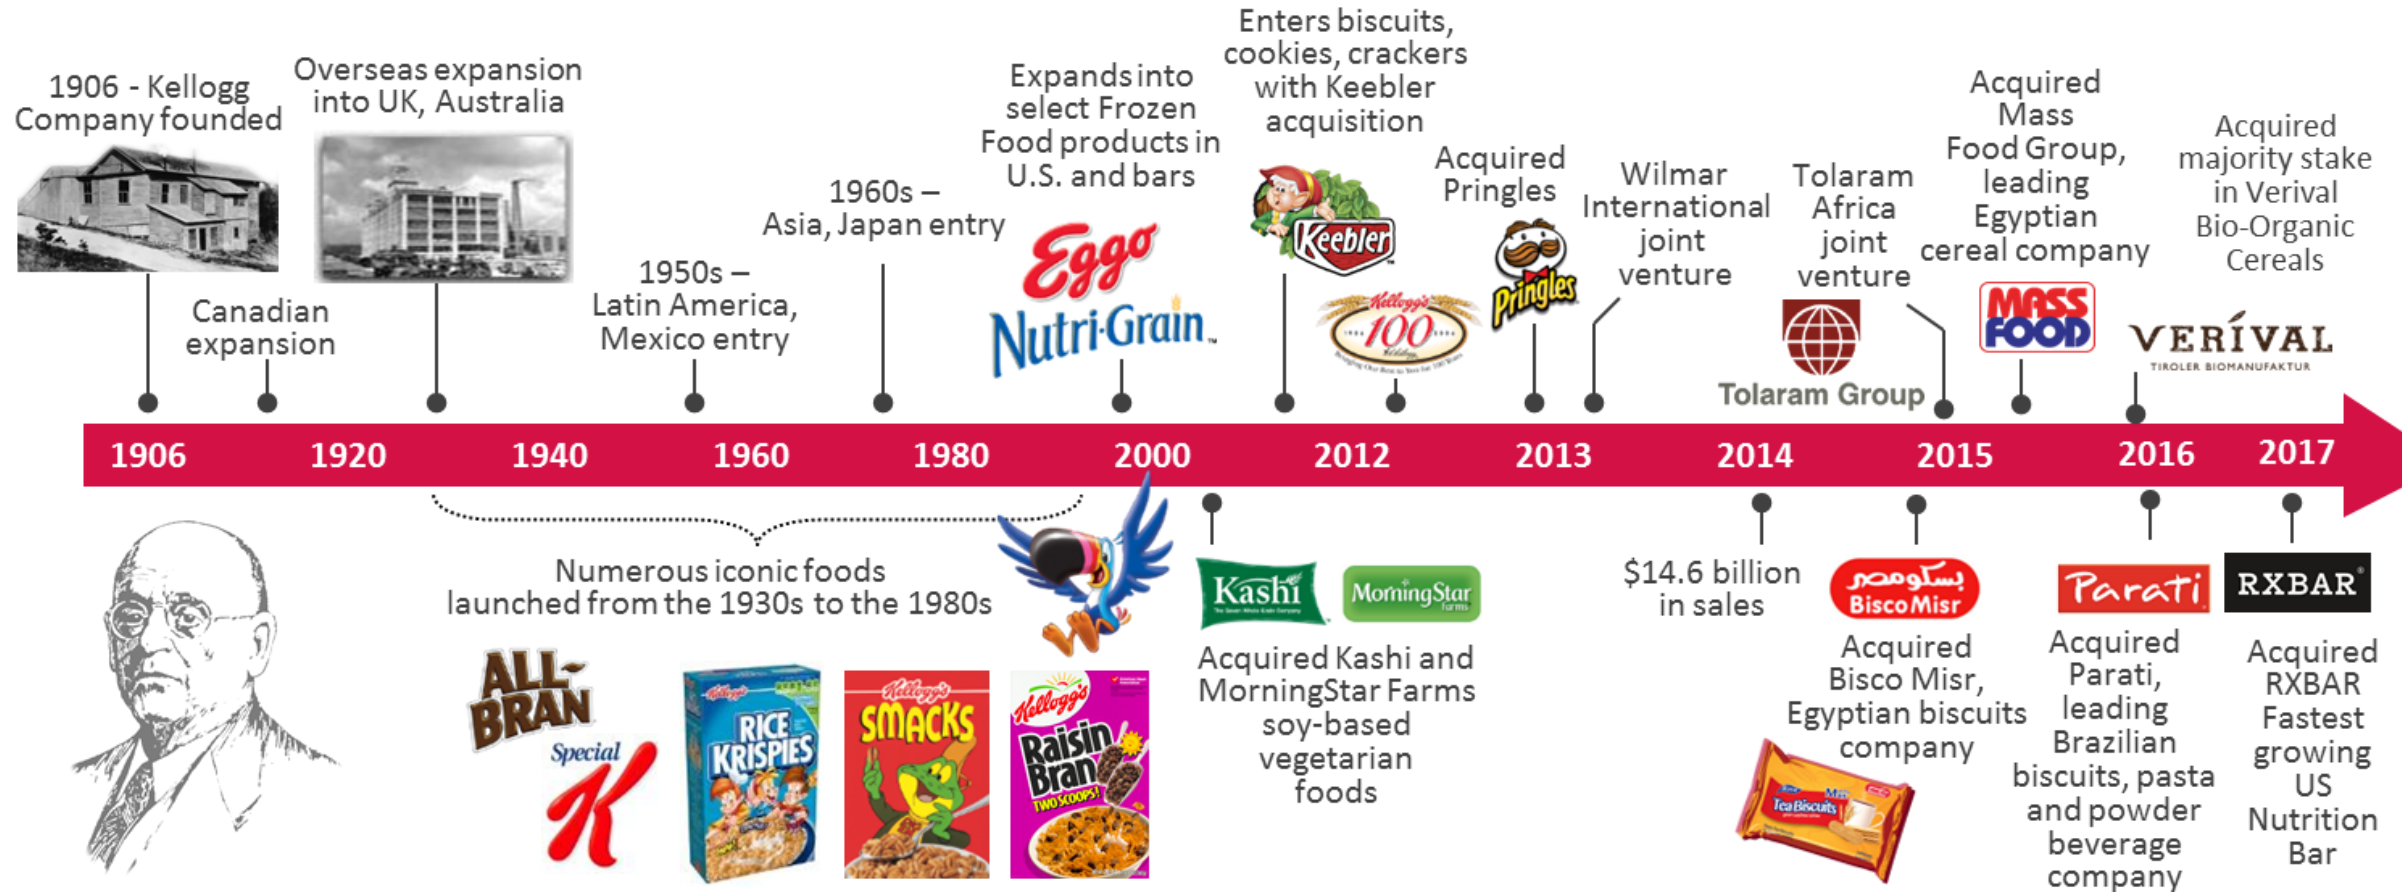 1906 - Kellogg
Company founded
Canadian
expansion
Overseas expansion
into UK, Australia
1950s –
Latin America,
Mexico entry
1960s –
Asia, Japan entry
Expands into
select Frozen
Food products in
U.S. and bars
Eggo
Nutri-Grain™
Enters biscuits,
cookies, crackers
with Keebler
acquisition
Keebler™
Kellogg's
100
Acquired
Pringles
Pringles
Wilmar
International
joint
venture
Tolaram
Africa
joint
venture
Tolaram Group
Acquired
Mass
Food Group,
leading
Egyptian
cereal company
MASS
FOOD
Acquired
majority stake
in Verival
Bio-Organic
Cereals
VERÍVAL
TIROLER BIOMANUFAKTUR
1906 1920 1940 1960 1980 2000 2012 2013 2014 2015 2016 2017
Numerous iconic foods
launched from the 1930s to the 1980s
ALL-
BRAN
Special
K
Kellogg's
RICE
KRISPIES
Kellogg's
SMACKS
Kellogg's
Raisin
Bran
TWO SCOOPS!
Kashi
The Seven Whole Grain Company
MorningStar
farms
Acquired Kashi and
MorningStar Farms
soy-based
vegetarian
foods
$14.6 billion
in sales
بسكومصر
BiscoMisr
Acquired
Bisco Misr,
Egyptian biscuits
company
Tea Biscuits
Parati
Acquired
Parati,
leading
Brazilian
biscuits, pasta
and powder
beverage
company
RXBAR®
Acquired
RXBAR
Fastest
growing
US
Nutrition
Bar